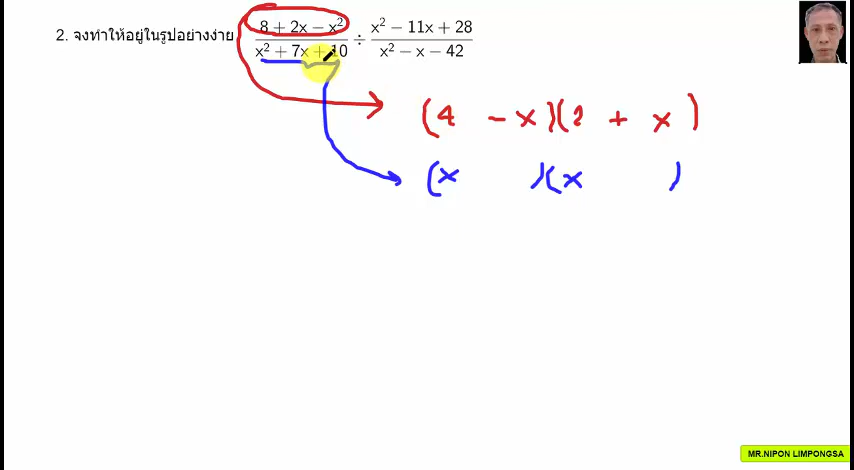 2. จงทำให้อยู่ในรูปอย่างง่าย 8 + 2x − x² / x² + 7x + 10 ÷ x² − 11x + 28 / x² − x − 42
(4 − x)(2 + x)
(x )(x )
MR.NIPON LIMPONGSA